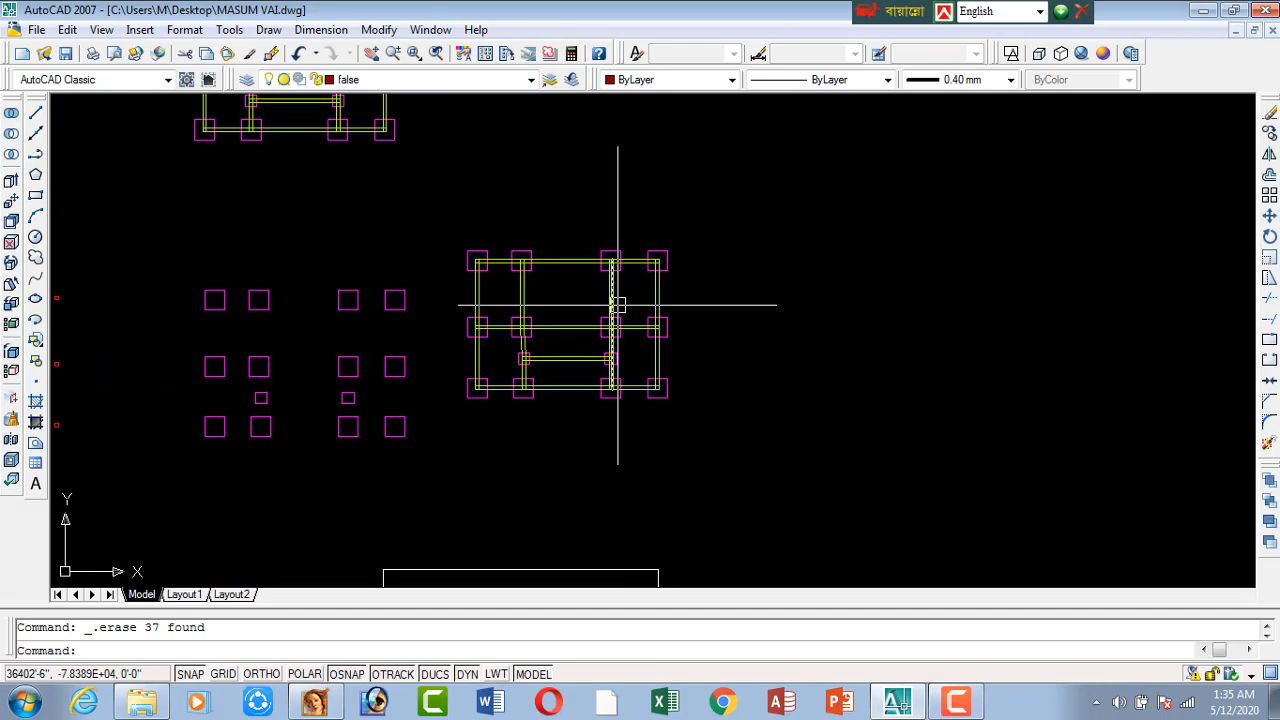 AutoCAD 2007 - [C:\Users\M\Desktop\MASUM VAI.dwg]
বায়ান্নো
English
File Edit View Insert Format Tools Draw Dimension Modify Window Help
AutoCAD Classic
false
ByLayer
ByLayer
0.40 mm
ByColor
Y
X
Model Layout1 Layout2
Command: _.erase 37 found
Command:
36402'-6", -7.8389E+04, 0'-0"
SNAP GRID ORTHO POLAR OSNAP OTRACK DUCS DYN LWT MODEL
1:35 AM
5/12/2020